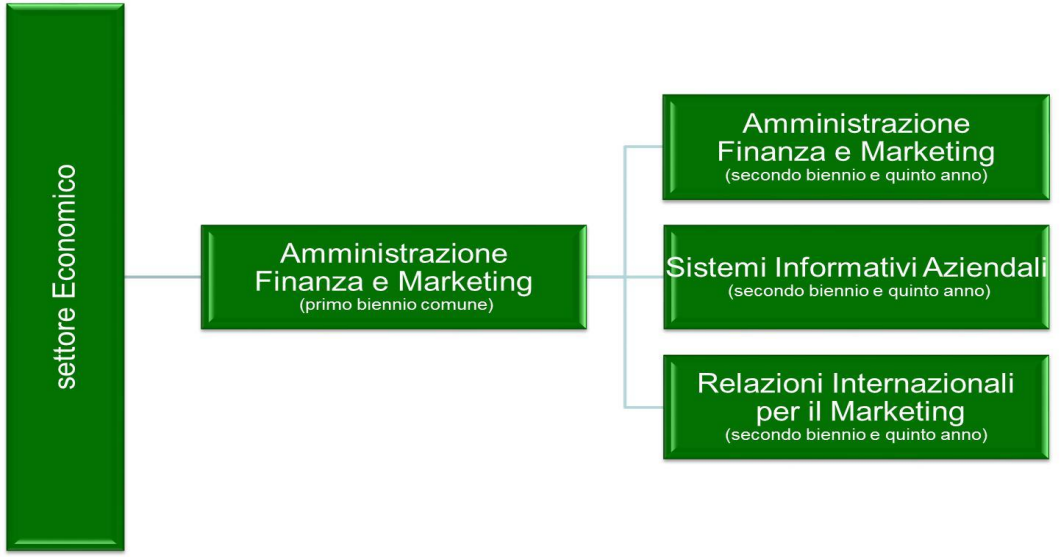 settore Economico
Amministrazione
Finanza e Marketing
(primo biennio comune)
Amministrazione
Finanza e Marketing
(secondo biennio e quinto anno)
Sistemi Informativi Aziendali
(secondo biennio e quinto anno)
Relazioni Internazionali
per il Marketing
(secondo biennio e quinto anno)